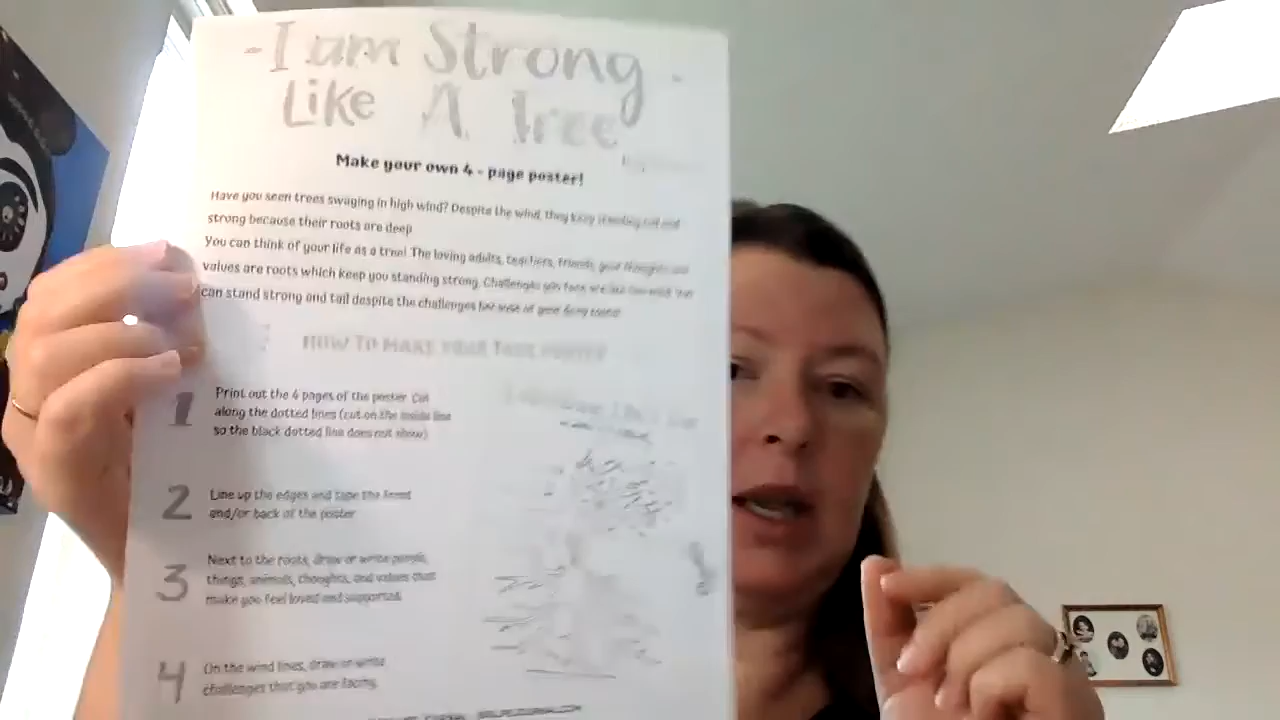 - I am Strong -
Like A Tree
Make your own 4 - page poster!
Have you seen trees swaying in high wind? Despite the wind, they keep standing tall and
strong because their roots are deep
You can think of your life as a tree! The loving adults, teachers, friends, your thoughts and
values are roots which keep you standing strong. Challenges you face are like this wind. You
can stand strong and tall despite the challenges because of your deep roots!
HOW TO MAKE YOUR TREE POSTER
1 Print out the 4 pages of the poster. Cut
along the dotted lines (cut on the inside line
so the black dotted line does not show)
2 Line up the edges and tape the front
and/or back of the poster
3 Next to the roots, draw or write people,
things, animals, thoughts, and values that
make you feel loved and supported.
4 On the wind lines, draw or write
challenges that you are facing.